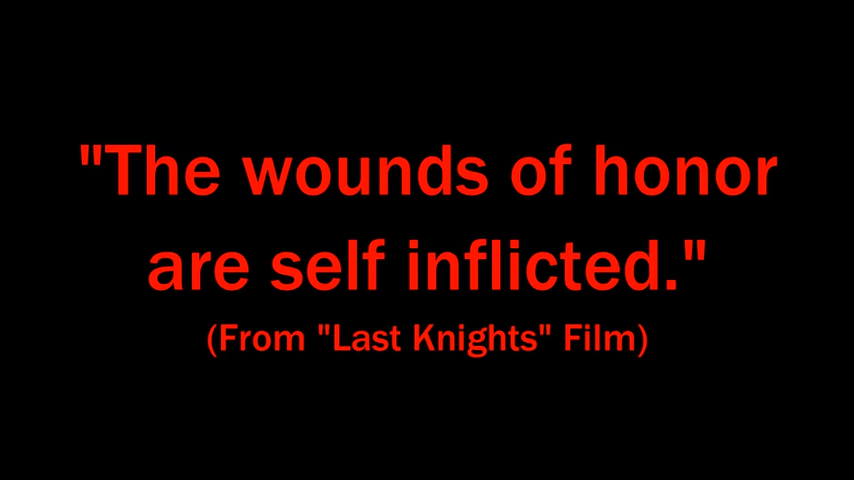 "The wounds of honor
are self inflicted."
(From "Last Knights" Film)